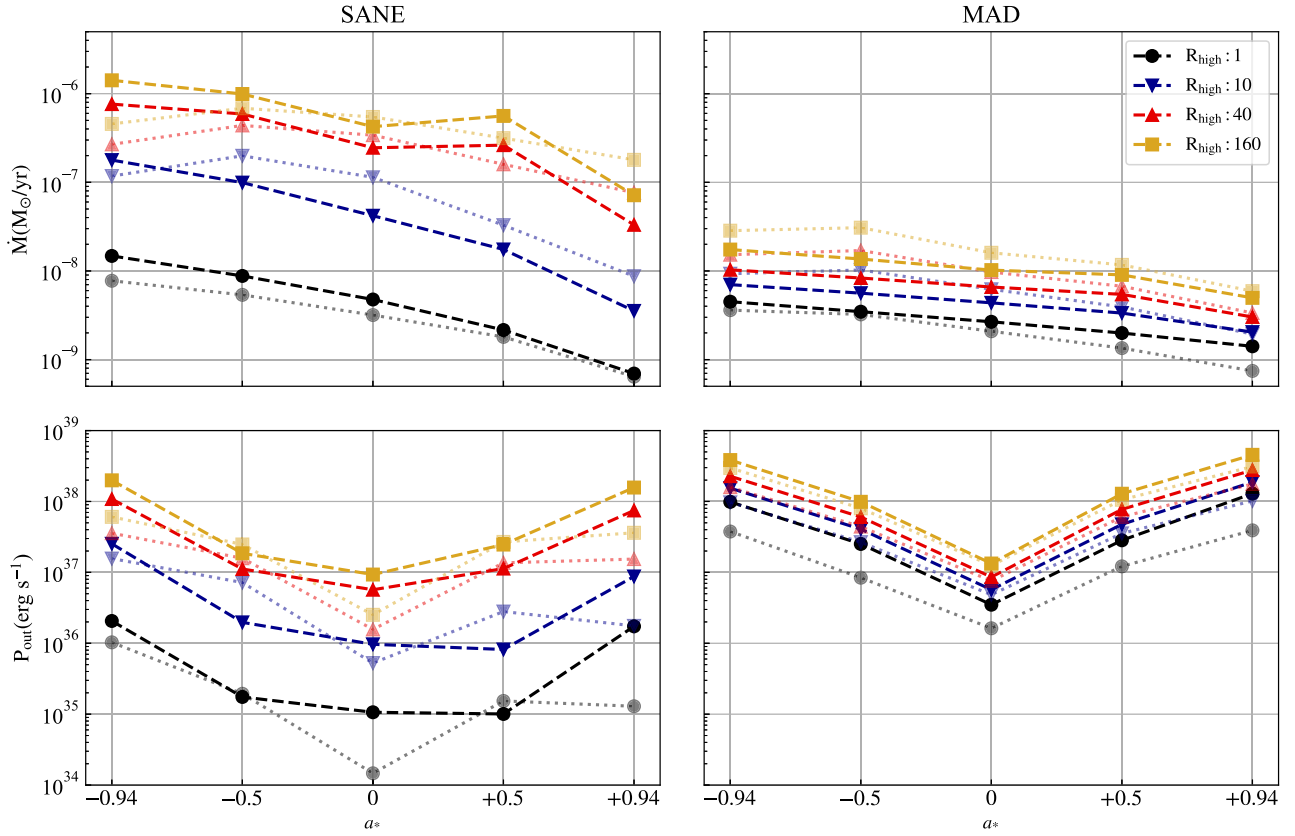 SANE
MAD
Ṁ(M⊙/yr)
10⁻⁶
10⁻⁷
10⁻⁸
10⁻⁹
R_high : 1
R_high : 10
R_high : 40
R_high : 160
P_out(erg s⁻¹)
10³⁹
10³⁸
10³⁷
10³⁶
10³⁵
10³⁴
−0.94 −0.5 0 +0.5 +0.94
a*
−0.94 −0.5 0 +0.5 +0.94
a*